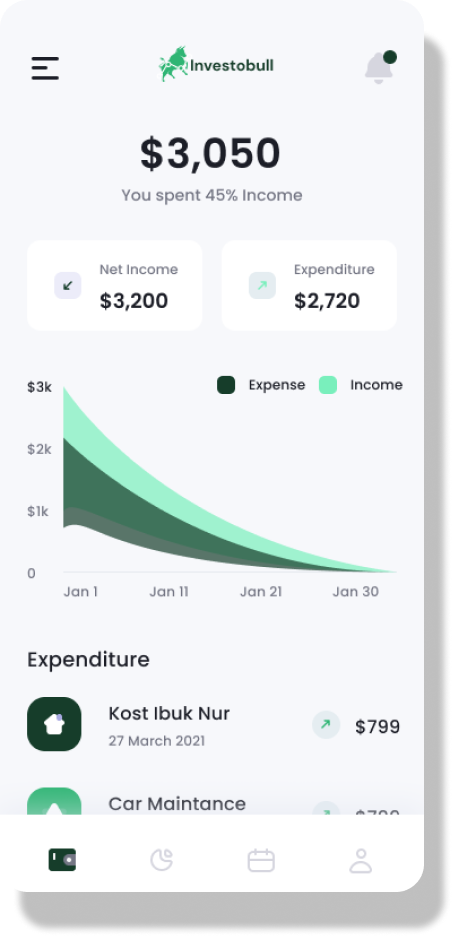 Investobull
$3,050
You spent 45% Income
Net Income
$3,200
Expenditure
$2,720
Expense
Income
$3k
$2k
$1k
0
Jan 1
Jan 11
Jan 21
Jan 30
Expenditure
Kost Ibuk Nur
27 March 2021
$799
Car Maintance